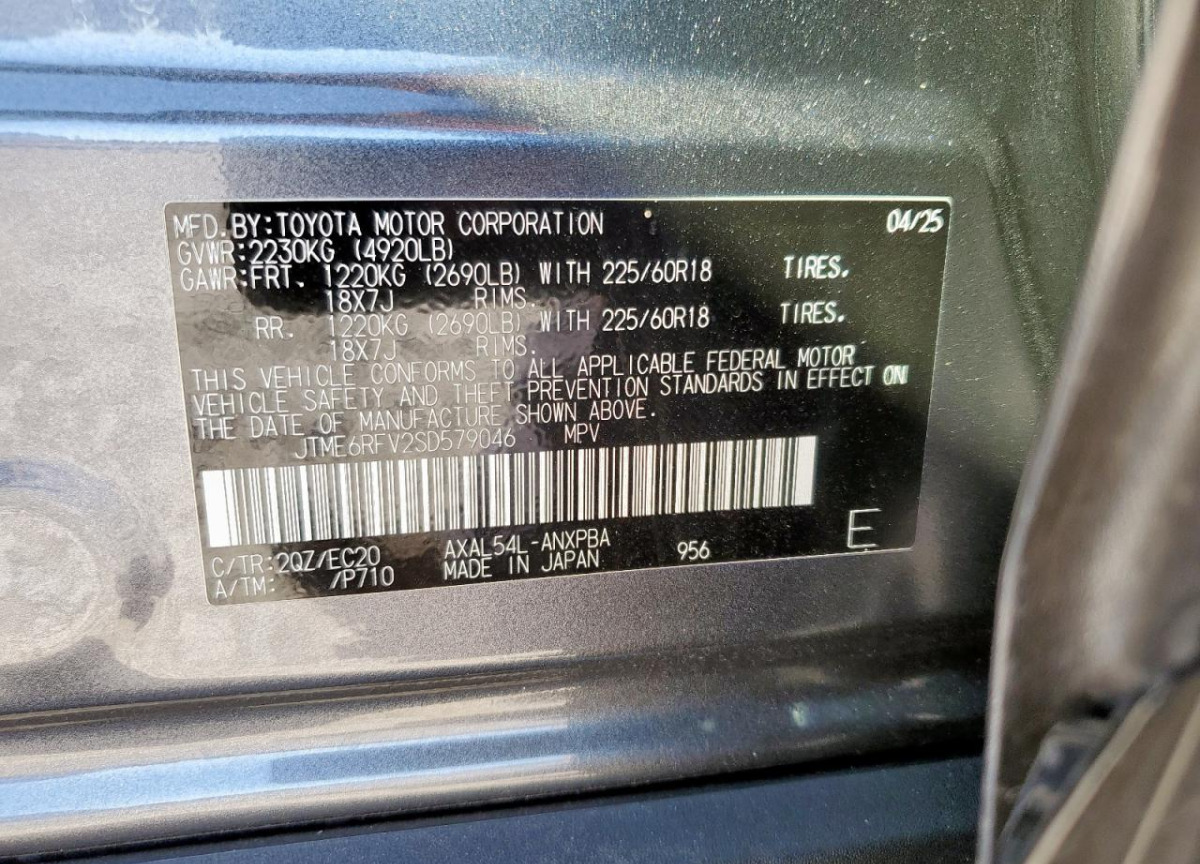 MFD. BY: TOYOTA MOTOR CORPORATION 04/25
GVWR: 2230KG (4920LB)
GAWR: FRT. 1220KG (2690LB) WITH 225/60R18 TIRES.
18X7J RIMS.
RR. 1220KG (2690LB) WITH 225/60R18 TIRES.
18X7J RIMS.
THIS VEHICLE CONFORMS TO ALL APPLICABLE FEDERAL MOTOR
VEHICLE SAFETY AND THEFT PREVENTION STANDARDS IN EFFECT ON
THE DATE OF MANUFACTURE SHOWN ABOVE.
JTME6RFV2SD579046 MPV
C/TR: 2QZ/EC20 AXAL54L-ANXPBA 956 E
A/TM: /P710 MADE IN JAPAN